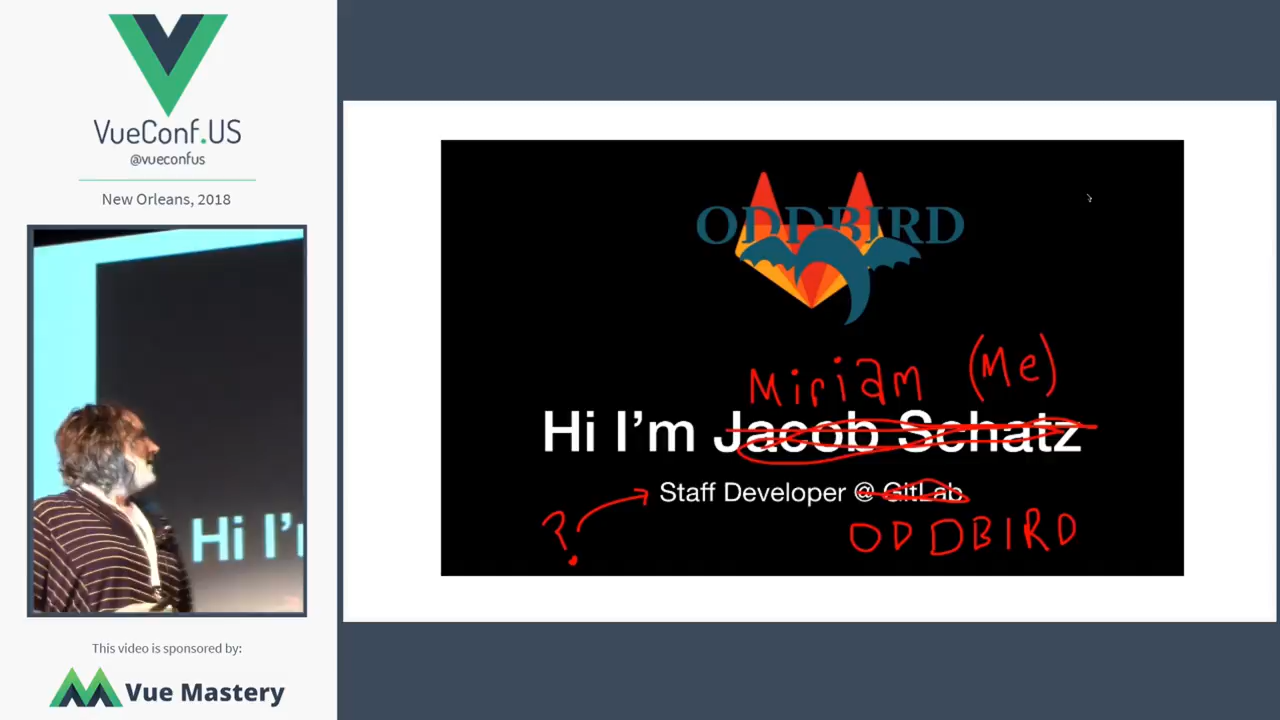 VueConf.US
@vueconfus
New Orleans, 2018
Hi I'm
This video is sponsored by:
Vue Mastery
ODDBIRD
Miriam (Me)
Hi I'm Jacob Schatz
? Staff Developer @ GitLab
ODDBIRD